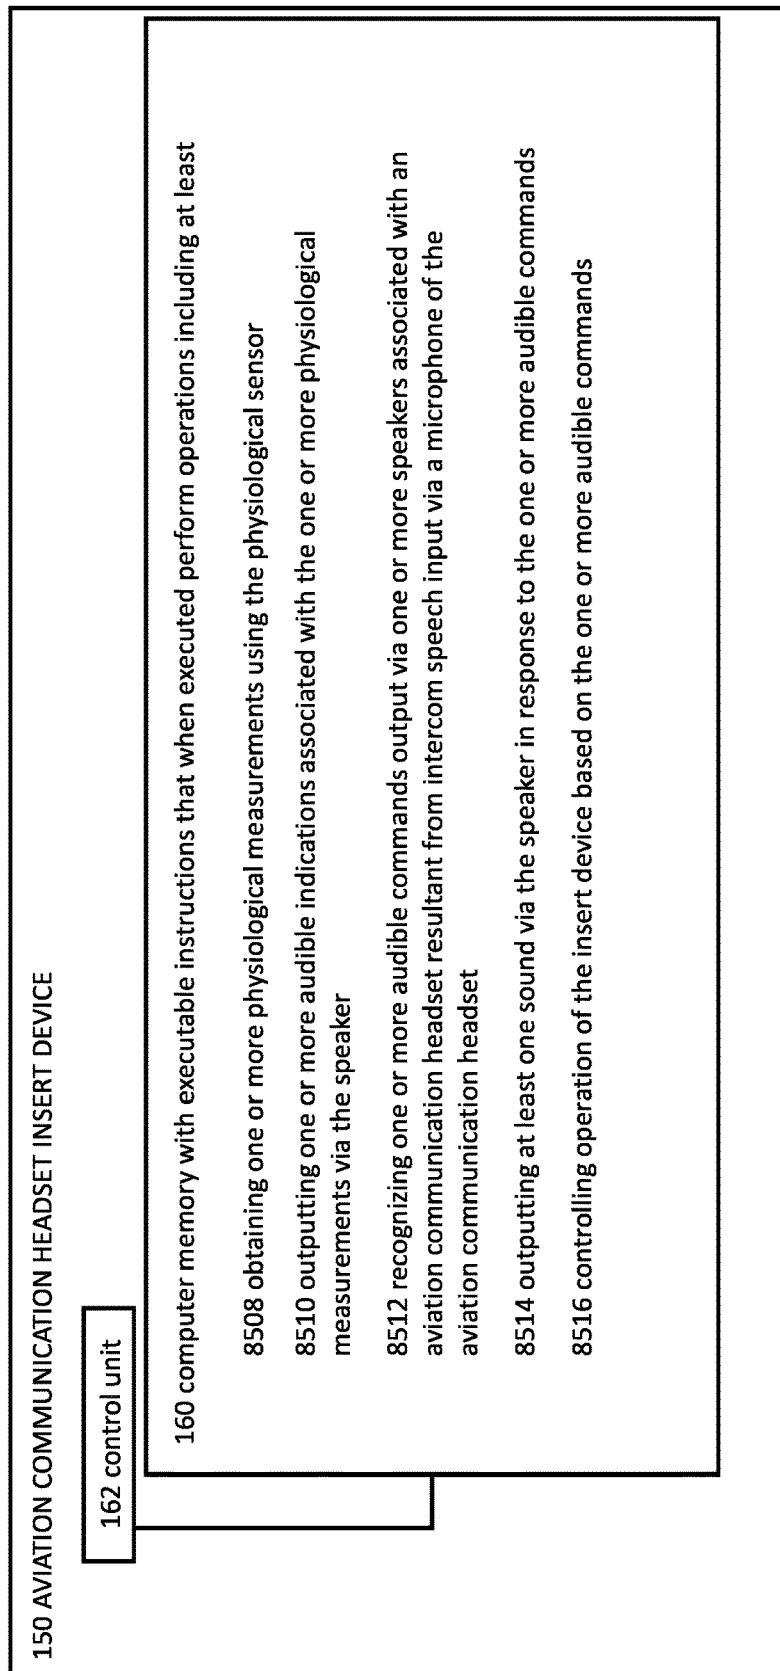 150 AVIATION COMMUNICATION HEADSET INSERT DEVICE
162 control unit
160 computer memory with executable instructions that when executed perform operations including at least
8508 obtaining one or more physiological measurements using the physiological sensor
8510 outputting one or more audible indications associated with the one or more physiological
measurements via the speaker
8512 recognizing one or more audible commands output via one or more speakers associated with an
aviation communication headset resultant from intercom speech input via a microphone of the
aviation communication headset
8514 outputting at least one sound via the speaker in response to the one or more audible commands
8516 controlling operation of the insert device based on the one or more audible commands